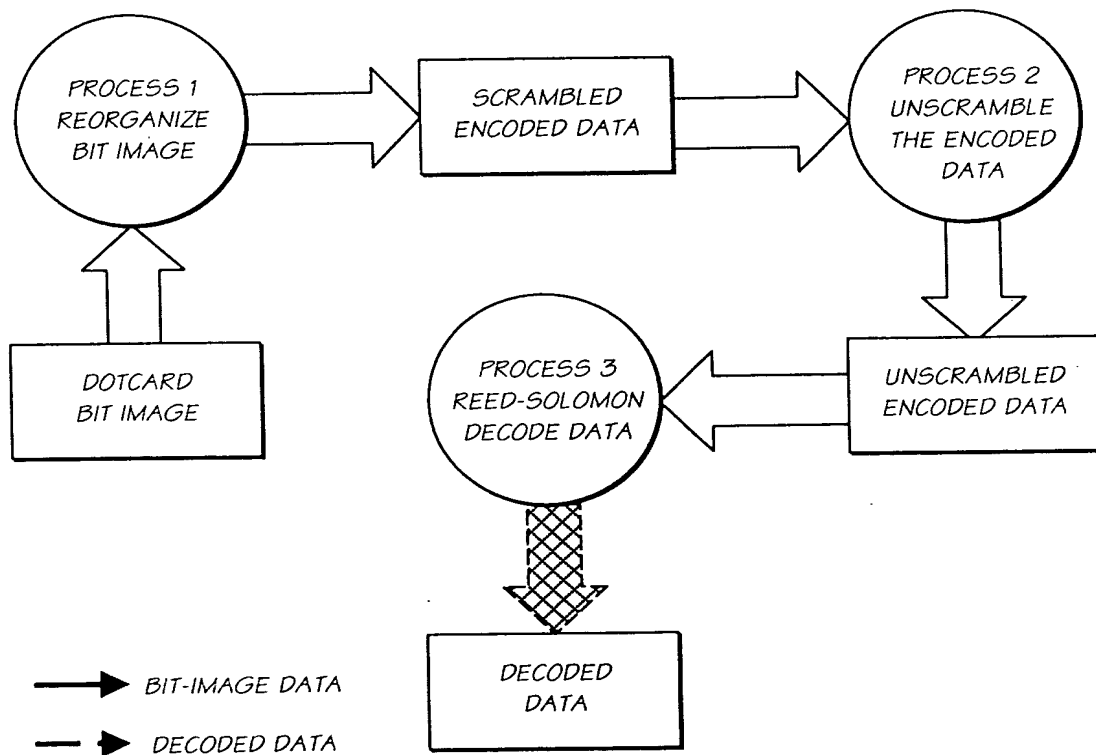 PROCESS 1
REORGANIZE
BIT IMAGE
SCRAMBLED
ENCODED DATA
PROCESS 2
UNSCRAMBLE
THE ENCODED
DATA
DOTCARD
BIT IMAGE
PROCESS 3
REED-SOLOMON
DECODE DATA
UNSCRAMBLED
ENCODED DATA
DECODED
DATA
BIT-IMAGE DATA
DECODED DATA